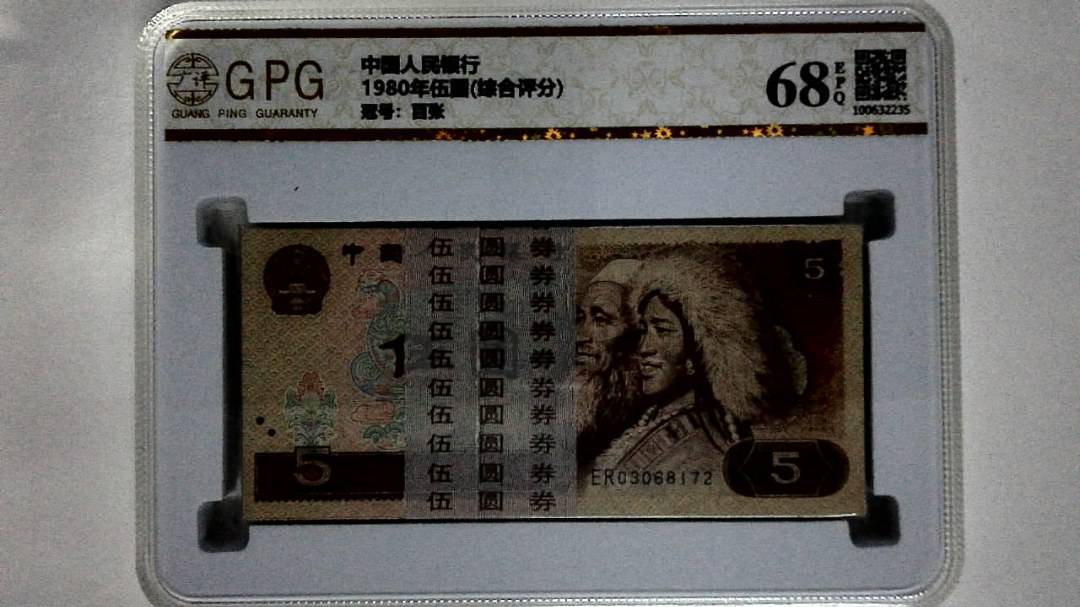 GPG
GUANG PING GUARANTY
中国人民银行
1980年伍圆(综合评分)
冠号：百张
68
EPQ
100632235
中国
5
伍圆券
伍圆券
伍圆券
伍圆券
伍圆券
伍圆券
伍圆券
伍圆券
伍圆券
伍圆券
5
ER03068172
5